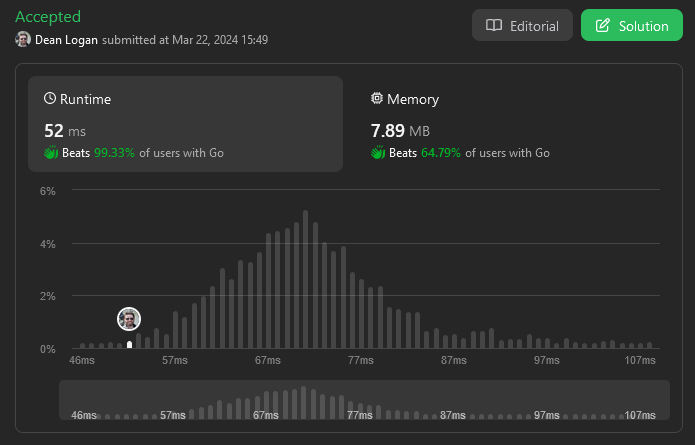 Accepted
Dean Logan submitted at Mar 22, 2024 15:49
Editorial
Solution
Runtime
52 ms
Beats 99.33% of users with Go
Memory
7.89 MB
Beats 64.79% of users with Go
6%
4%
2%
0%
46ms 57ms 67ms 77ms 87ms 97ms 107ms
46ms 57ms 67ms 77ms 87ms 97ms 107ms